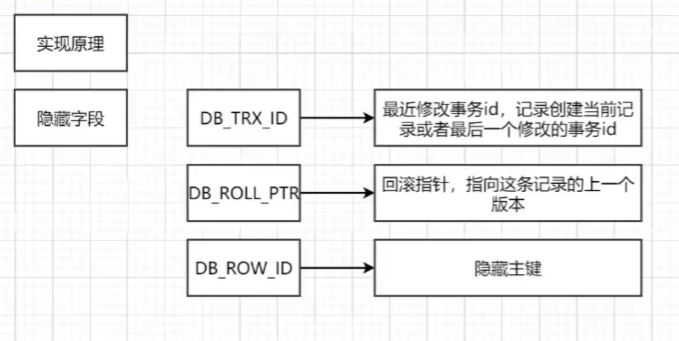 实现原理
隐藏字段
DB_TRX_ID
最近修改事务id，记录创建当前记
录或者最后一个修改的事务id
DB_ROLL_PTR
回滚指针，指向这条记录的上一个
版本
DB_ROW_ID
隐藏主键